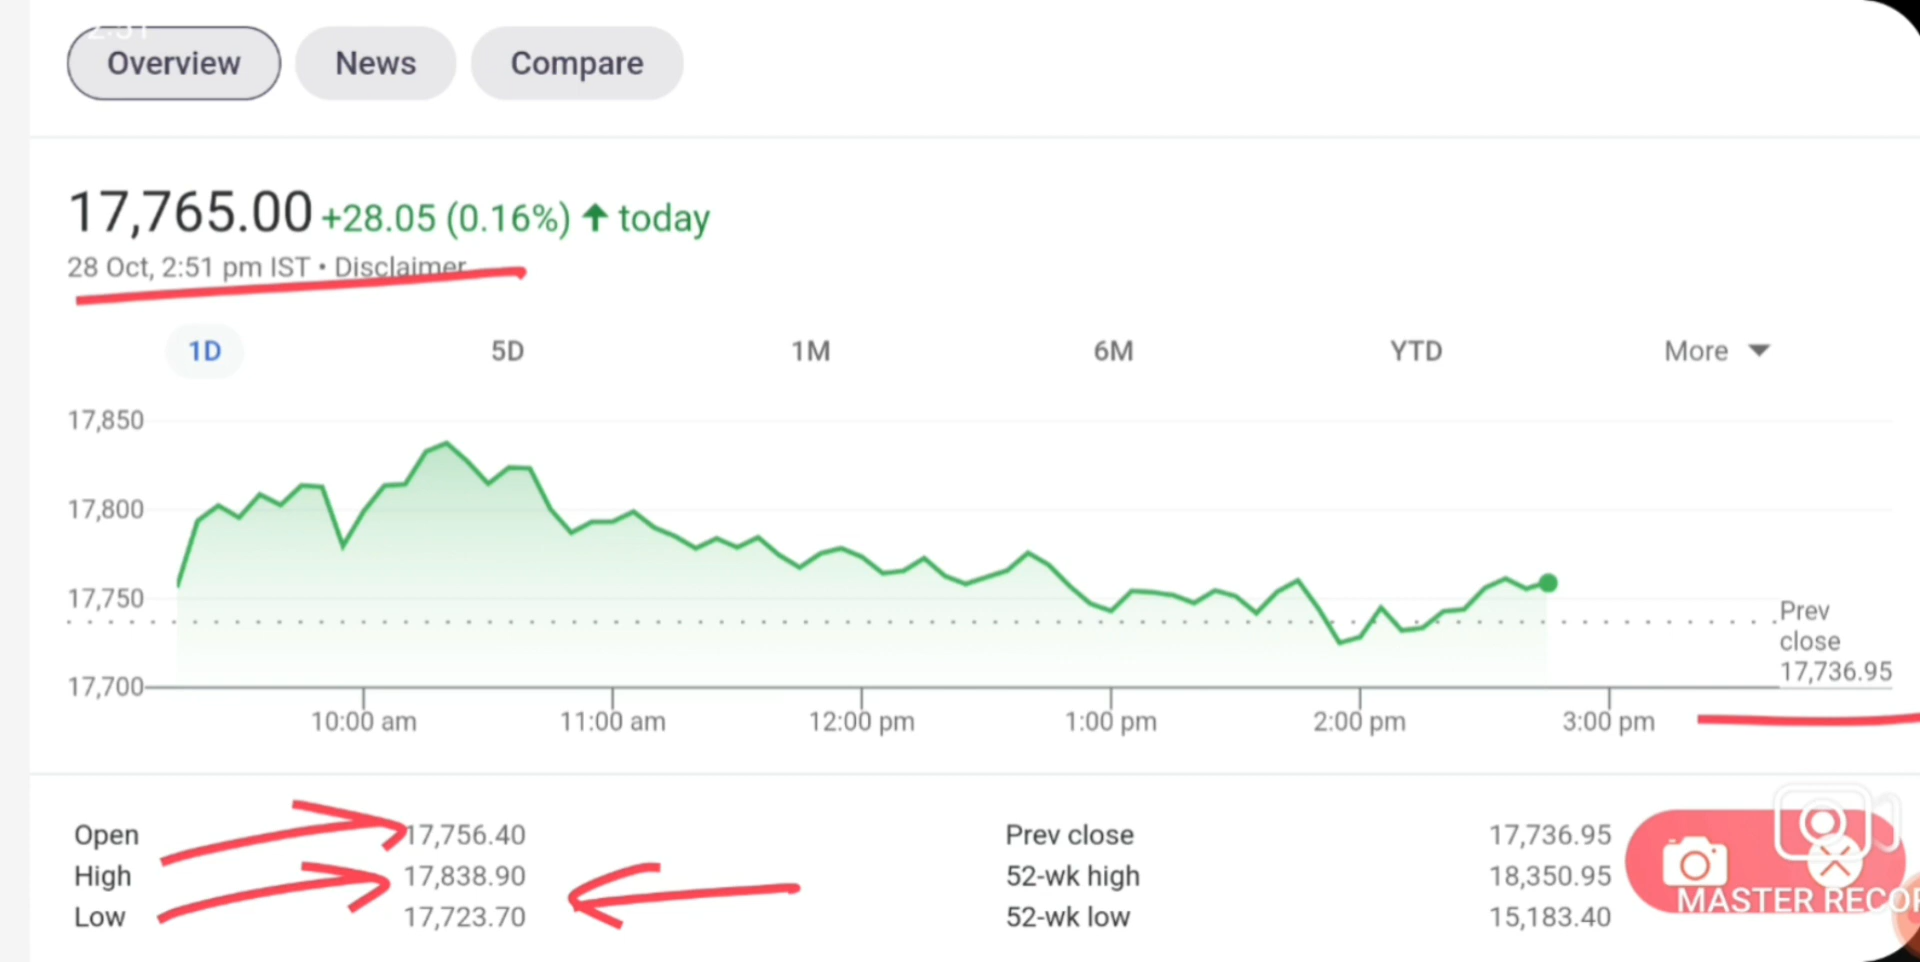 2:51
Overview News Compare
17,765.00 +28.05 (0.16%) ↑ today
28 Oct, 2:51 pm IST • Disclaimer
1D 5D 1M 6M YTD More
17,850
17,800
17,750
17,700
Prev
close
17,736.95
10:00 am 11:00 am 12:00 pm 1:00 pm 2:00 pm 3:00 pm
Open 17,756.40 Prev close 17,736.95
High 17,838.90 52-wk high 18,350.95
Low 17,723.70 52-wk low 15,183.40
MASTER RECOR